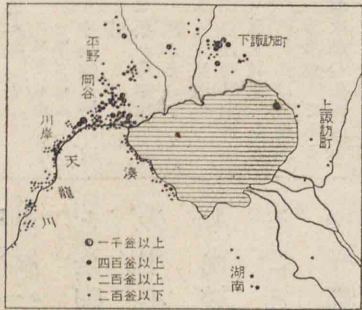 下諏訪町
上諏訪町
平野
岡谷
川岸
天龍川
湊
湖南
一千釜以上
四百釜以上
二百釜以上
二百釜以下